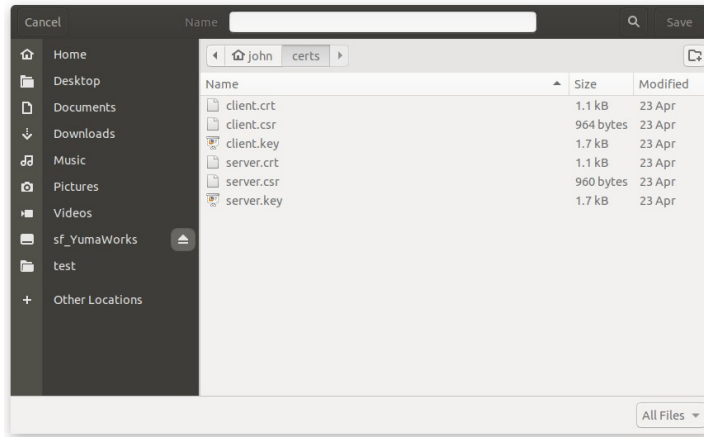 Cancel Name Save
Home
Desktop
Documents
Downloads
Music
Pictures
Videos
sf_YumaWorks
test
Other Locations
john certs
Name Size Modified
client.crt 1.1 kB 23 Apr
client.csr 964 bytes 23 Apr
client.key 1.7 kB 23 Apr
server.crt 1.1 kB 23 Apr
server.csr 960 bytes 23 Apr
server.key 1.7 kB 23 Apr
All Files